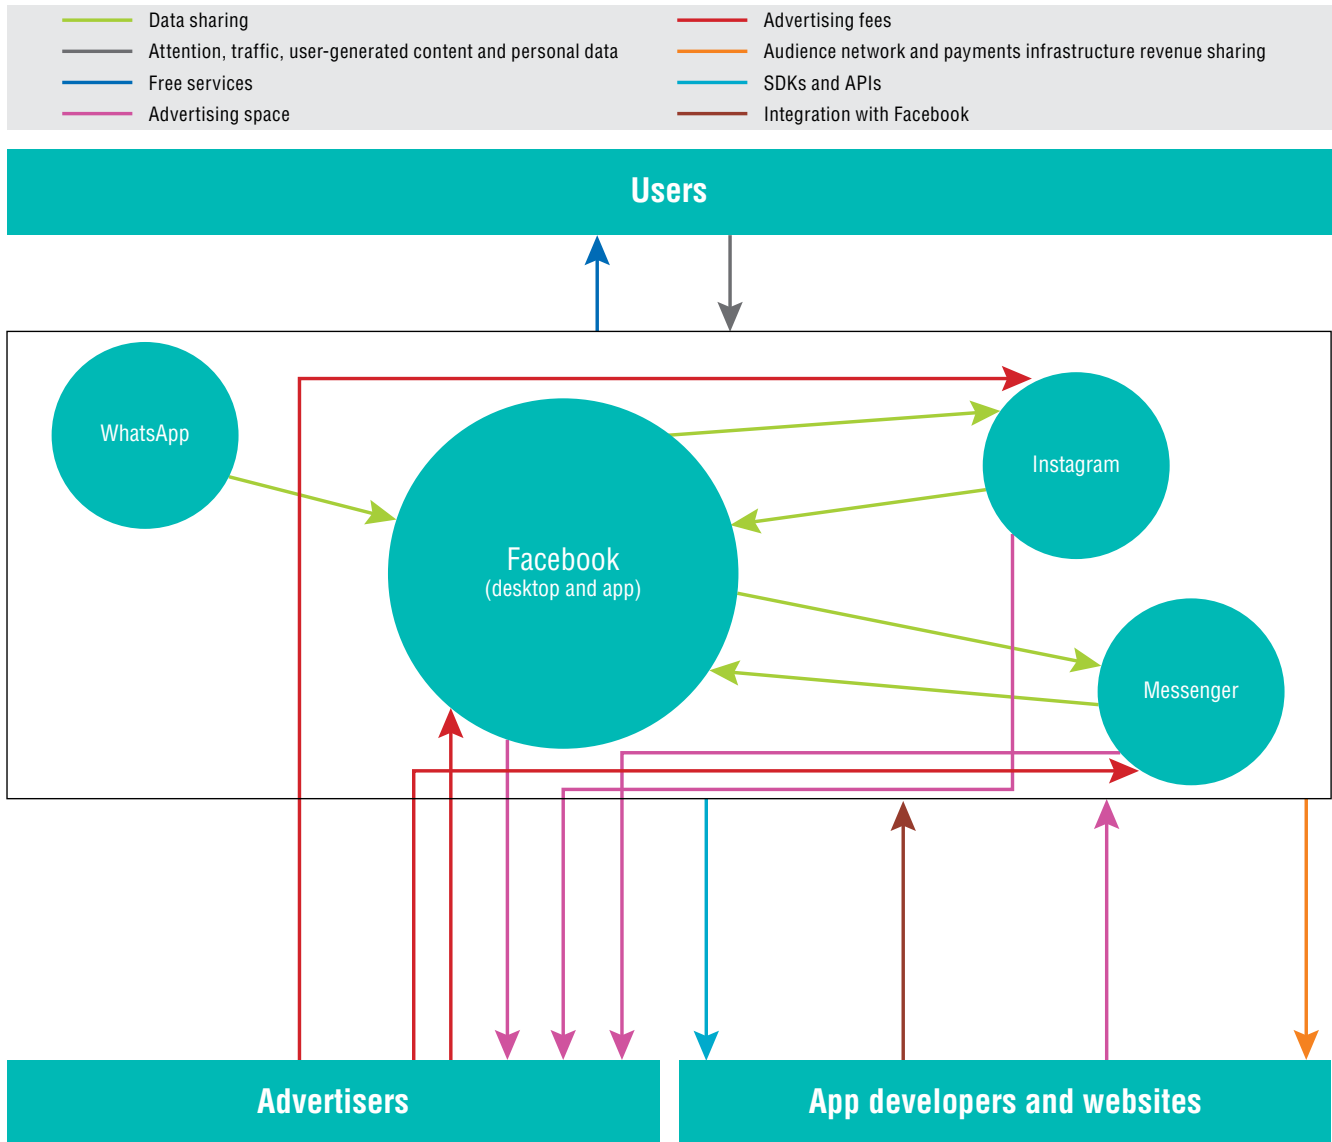 Data sharing
Attention, traffic, user-generated content and personal data
Free services
Advertising space
Advertising fees
Audience network and payments infrastructure revenue sharing
SDKs and APIs
Integration with Facebook
Users
WhatsApp
Instagram
Facebook
(desktop and app)
Messenger
Advertisers
App developers and websites